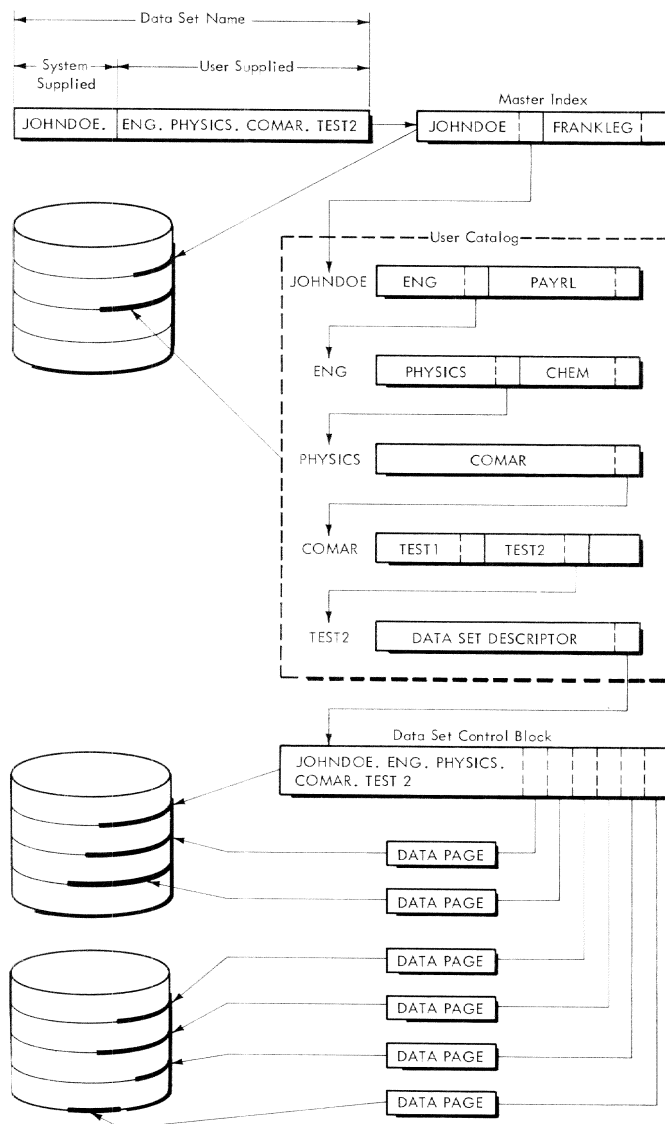 Data Set Name
System
Supplied
User Supplied
Master Index
JOHNDOE. ENG. PHYSICS. COMAR. TEST2
JOHNDOE FRANKLEG
User Catalog
JOHNDOE ENG PAYRL
ENG PHYSICS CHEM
PHYSICS COMAR
COMAR TEST1 TEST2
TEST2 DATA SET DESCRIPTOR
Data Set Control Block
JOHNDOE. ENG. PHYSICS.
COMAR. TEST 2
DATA PAGE
DATA PAGE
DATA PAGE
DATA PAGE
DATA PAGE
DATA PAGE